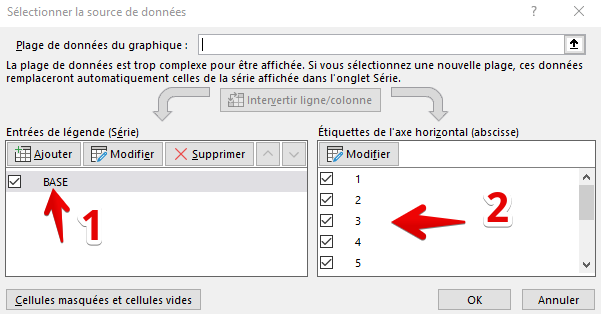 Sélectionner la source de données
?
Plage de données du graphique :
La plage de données est trop complexe pour être affichée. Si vous sélectionnez une nouvelle plage, ces données
remplaceront automatiquement celles de la série affichée dans l'onglet Série.
Intervertir ligne/colonne
Entrées de légende (Série)
Ajouter Modifier Supprimer
BASE
1
Étiquettes de l'axe horizontal (abscisse)
Modifier
1
2
3
4
5
2
Cellules masquées et cellules vides
OK Annuler